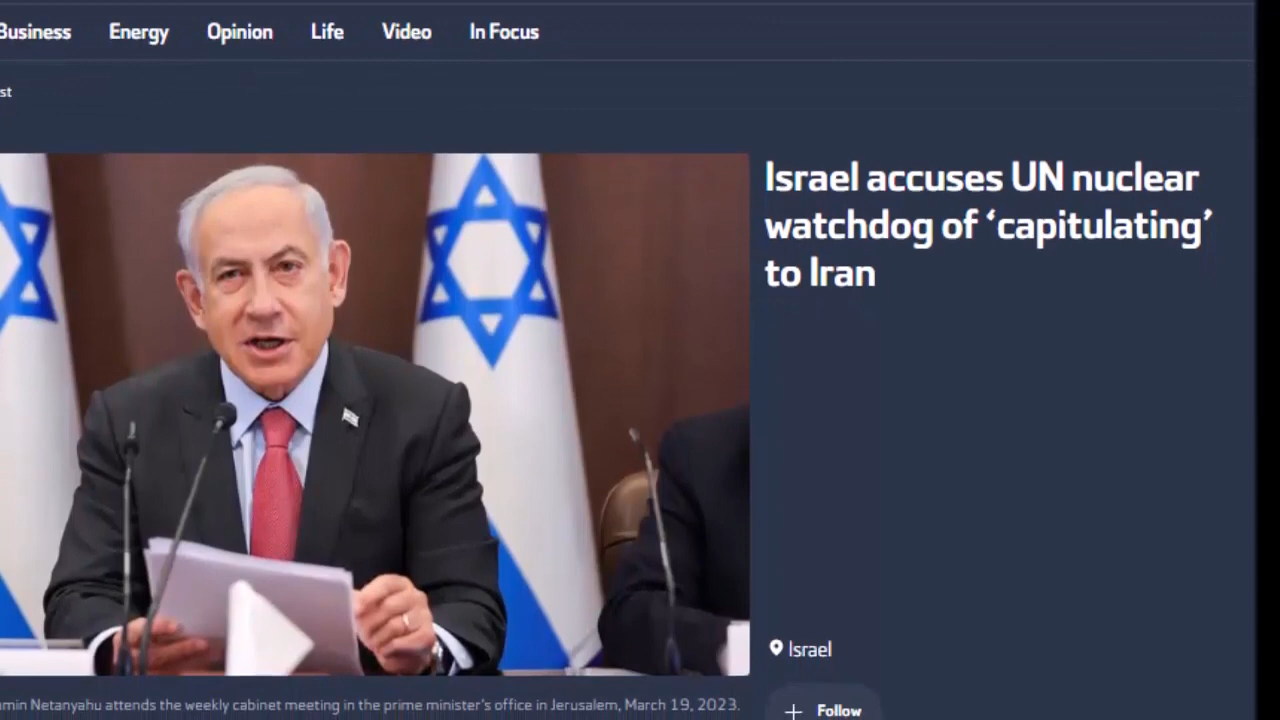 Business Energy Opinion Life Video In Focus
st
Israel accuses UN nuclear
watchdog of ‘capitulating’
to Iran
Israel
min Netanyahu attends the weekly cabinet meeting in the prime minister's office in Jerusalem, March 19, 2023.
Follow